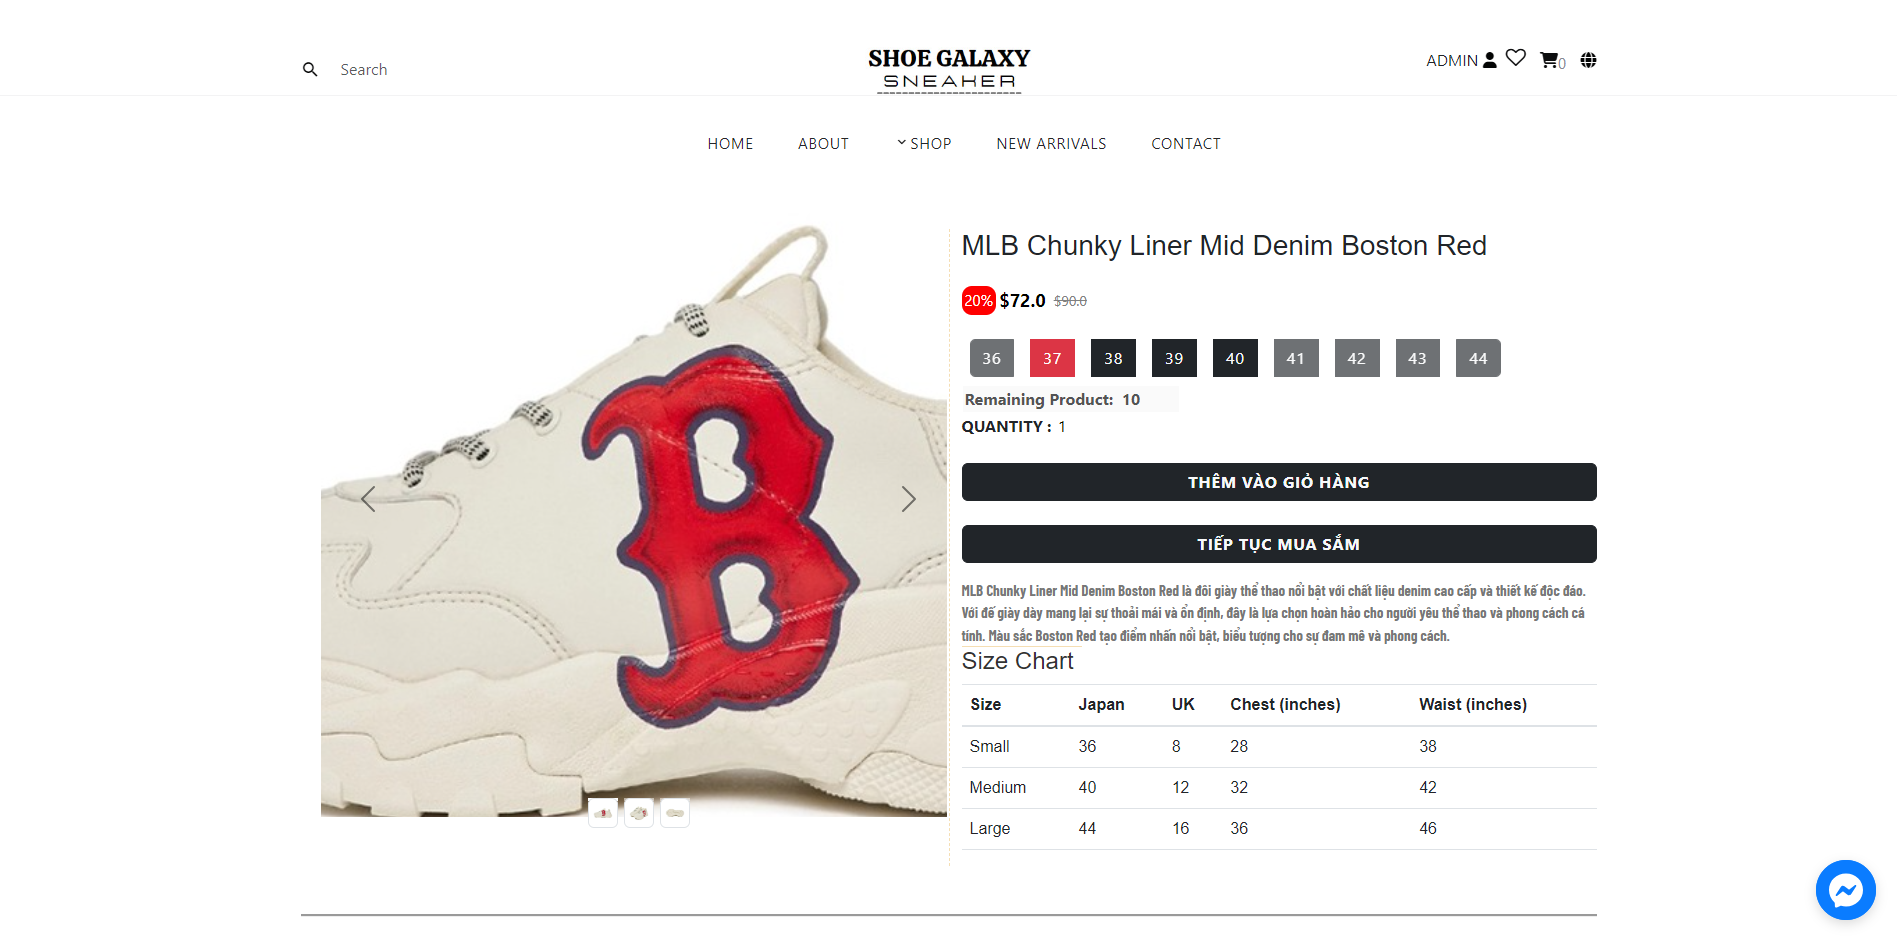 Search
SHOE GALAXY
SNEAKER
ADMIN 0
HOME ABOUT SHOP NEW ARRIVALS CONTACT
MLB Chunky Liner Mid Denim Boston Red
20% $72.0 $90.0
36 37 38 39 40 41 42 43 44
Remaining Product: 10
QUANTITY : 1
THÊM VÀO GIỎ HÀNG
TIẾP TỤC MUA SẮM
MLB Chunky Liner Mid Denim Boston Red là đôi giày thể thao nổi bật với chất liệu denim cao cấp và thiết kế độc đáo.
Với đế giày dày mang lại sự thoải mái và ổn định, đây là lựa chọn hoàn hảo cho người yêu thể thao và phong cách cá
tính. Màu sắc Boston Red tạo điểm nhấn nổi bật, biểu tượng cho sự đam mê và phong cách.
Size Chart
Size Japan UK Chest (inches) Waist (inches)
Small 36 8 28 38
Medium 40 12 32 42
Large 44 16 36 46
B